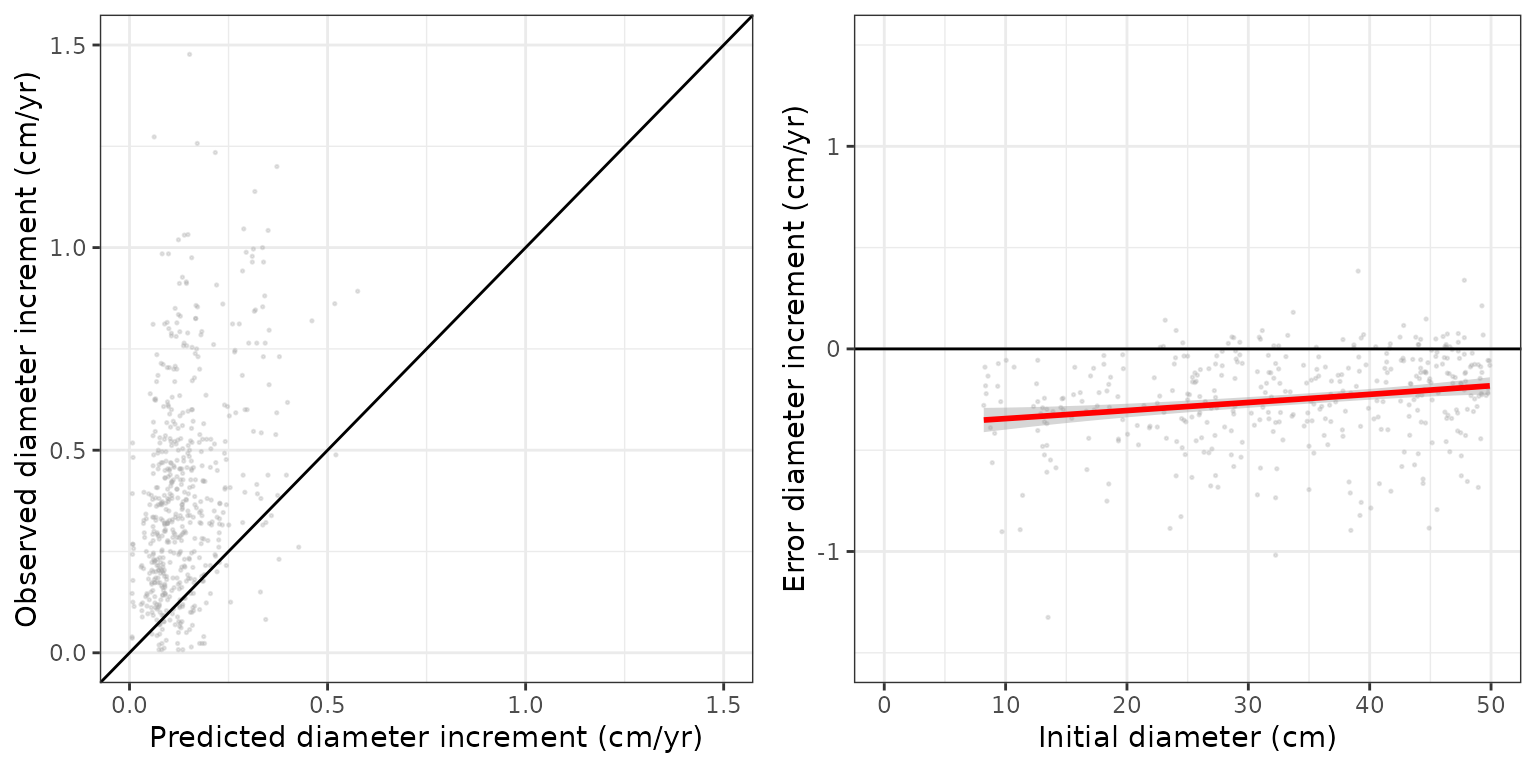 Observed diameter increment (cm/yr)
1.5
1.0
0.5
0.0
0.0 0.5 1.0 1.5
Predicted diameter increment (cm/yr)
Error diameter increment (cm/yr)
1
0
-1
0 10 20 30 40 50
Initial diameter (cm)